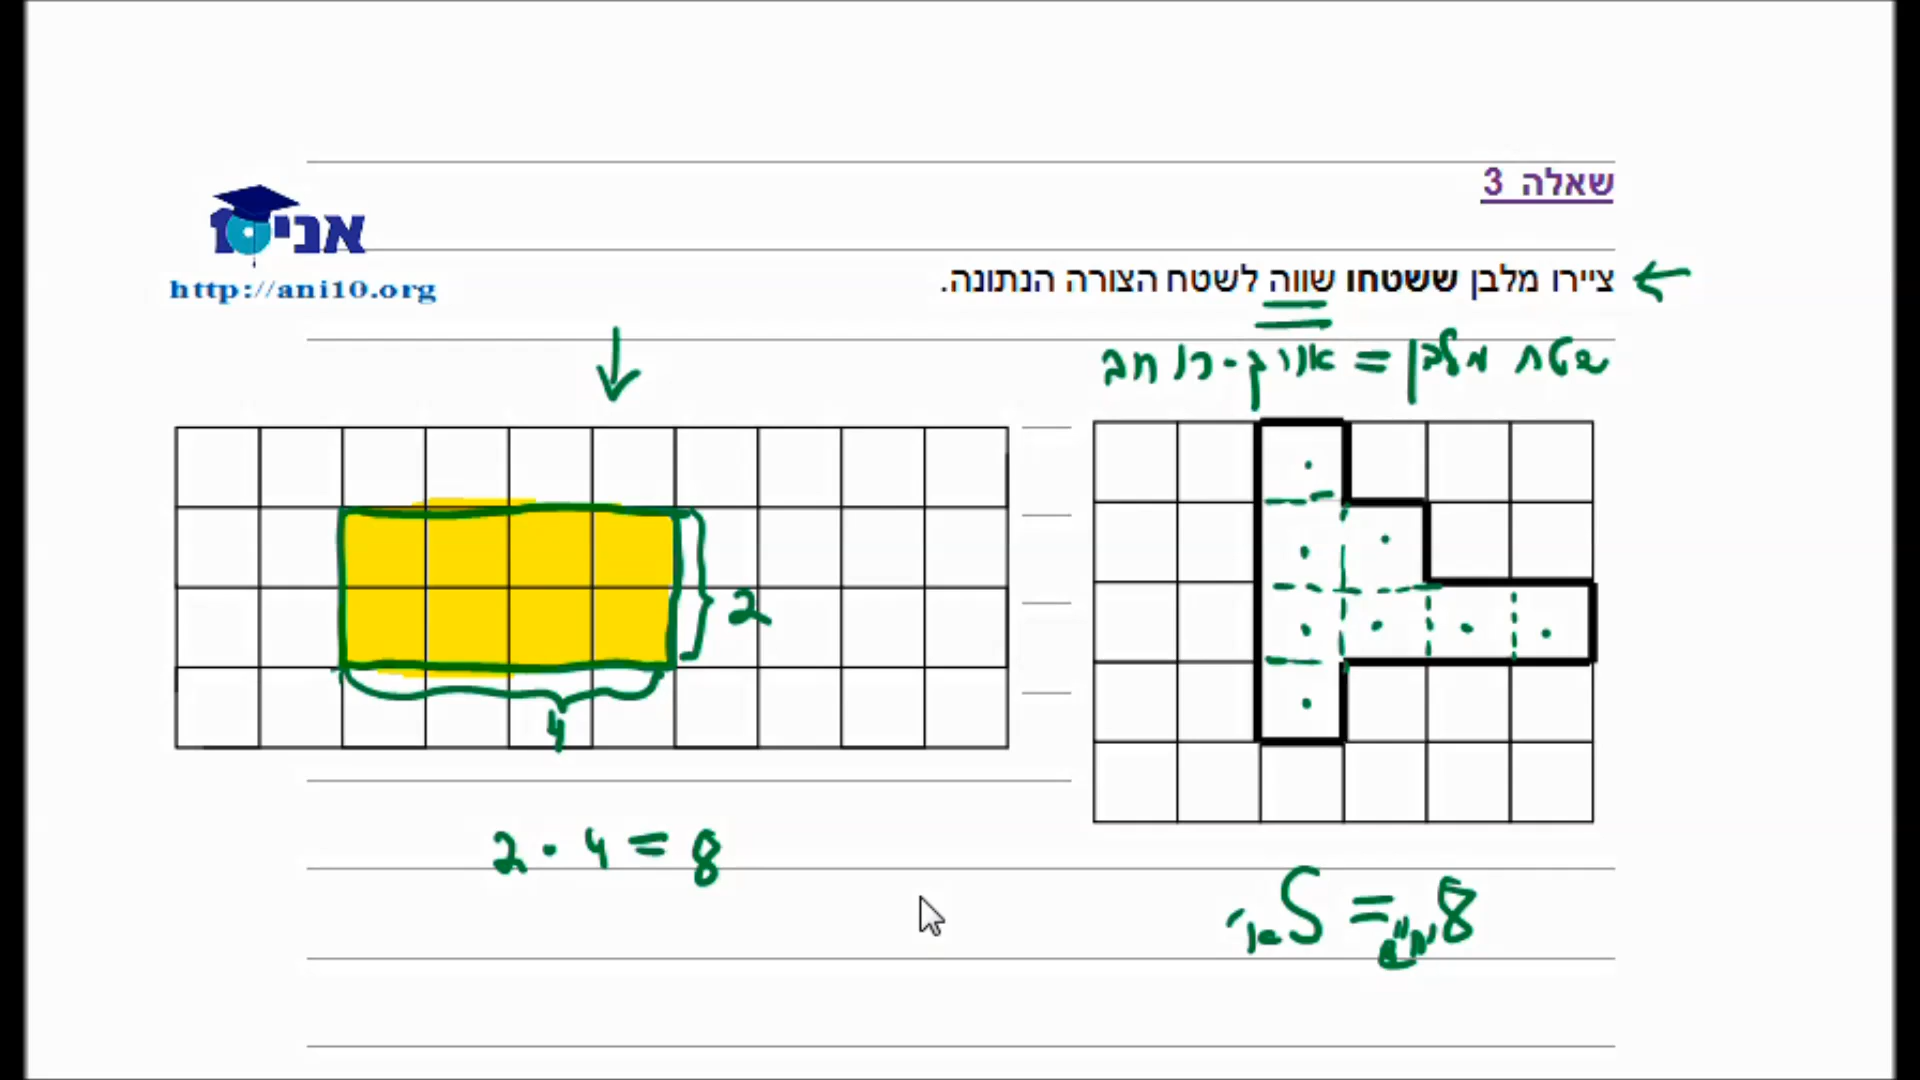 שאלה 3
אני10
http://ani10.org
ציירו מלבן ששטחו שווה לשטח הצורה הנתונה.
שטח מלבן = אורך · רוחב
2
4
2 · 4 = 8
S = 8